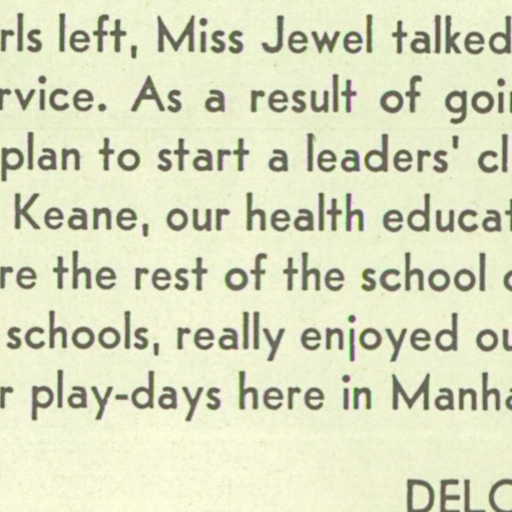 rls left, Miss Jewel talked
rvice. As a result of goi
plan to start a leaders' cl
Keane, our health educat
re the rest of the school
schools, really enjoyed ou
r play-days here in Manha
DELO